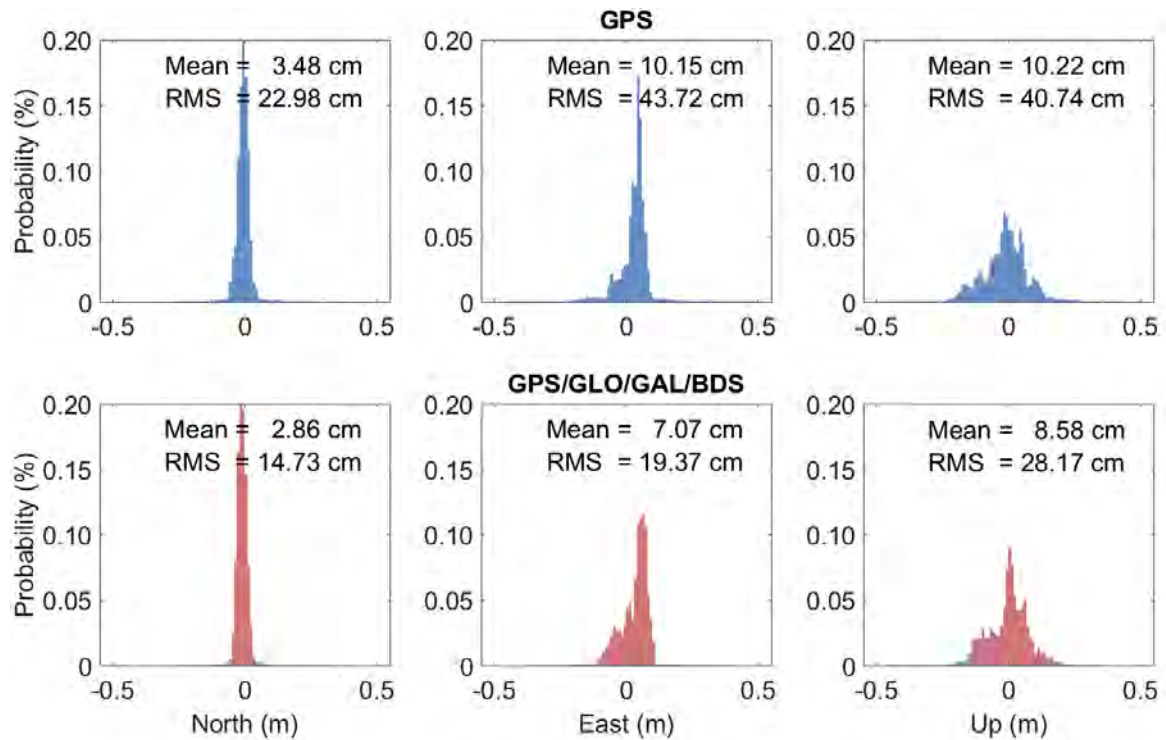 GPS
0.20
0.15
0.10
0.05
0
Probability (%)
Mean = 3.48 cm
RMS = 22.98 cm
-0.5 0 0.5
0.20
0.15
0.10
0.05
0
Mean = 10.15 cm
RMS = 43.72 cm
-0.5 0 0.5
0.20
0.15
0.10
0.05
0
Mean = 10.22 cm
RMS = 40.74 cm
-0.5 0 0.5
GPS/GLO/GAL/BDS
0.20
0.15
0.10
0.05
0
Probability (%)
Mean = 2.86 cm
RMS = 14.73 cm
-0.5 0 0.5
North (m)
0.20
0.15
0.10
0.05
0
Mean = 7.07 cm
RMS = 19.37 cm
-0.5 0 0.5
East (m)
0.20
0.15
0.10
0.05
0
Mean = 8.58 cm
RMS = 28.17 cm
-0.5 0 0.5
Up (m)